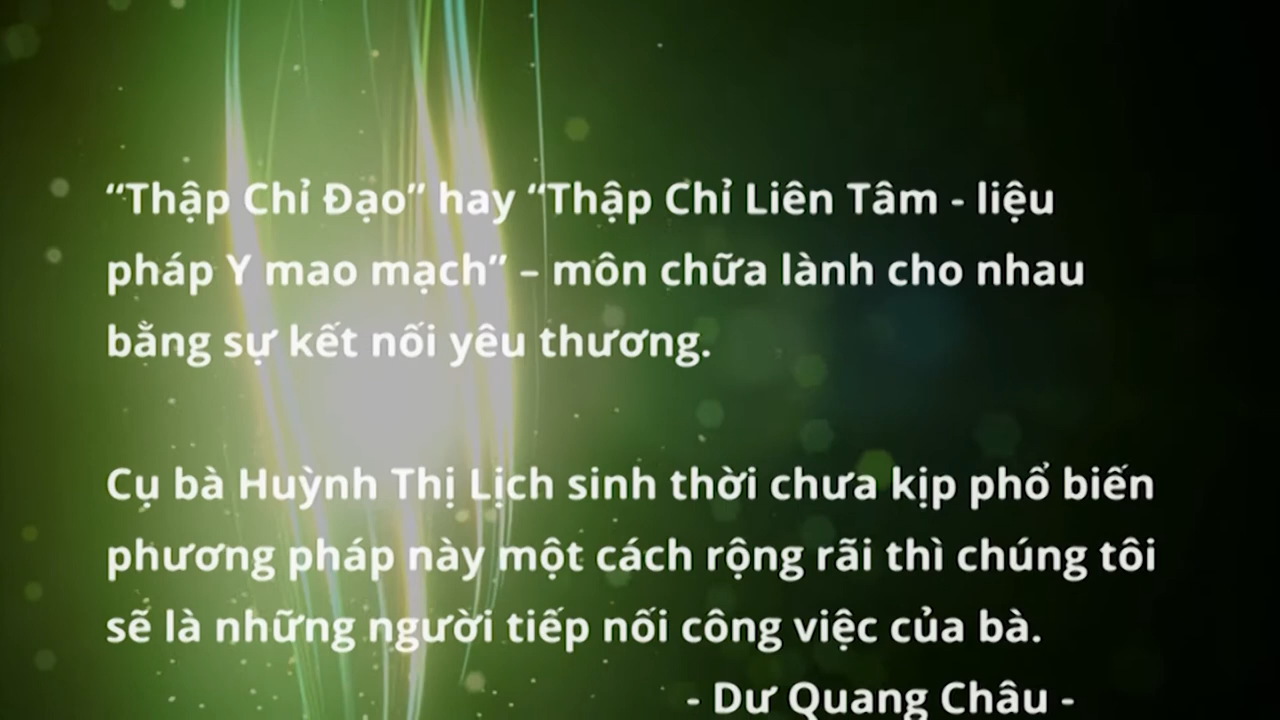 “Thập Chỉ Đạo” hay “Thập Chỉ Liên Tâm - liệu
pháp Y mao mạch” – môn chữa lành cho nhau
bằng sự kết nối yêu thương.
Cụ bà Huỳnh Thị Lịch sinh thời chưa kịp phổ biến
phương pháp này một cách rộng rãi thì chúng tôi
sẽ là những người tiếp nối công việc của bà.
- Dư Quang Châu -